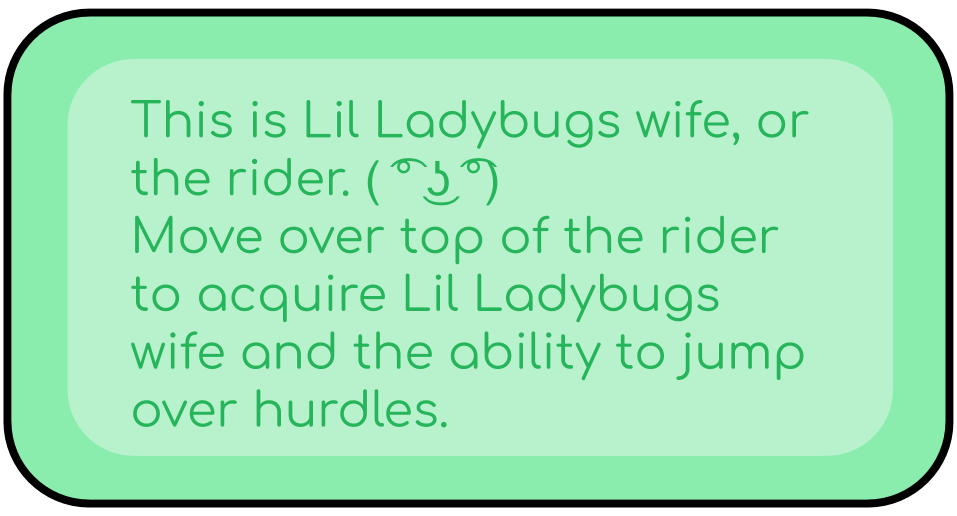 This is Lil Ladybugs wife, or
the rider. ( ͡° ͜ʖ ͡°)
Move over top of the rider
to acquire Lil Ladybugs
wife and the ability to jump
over hurdles.